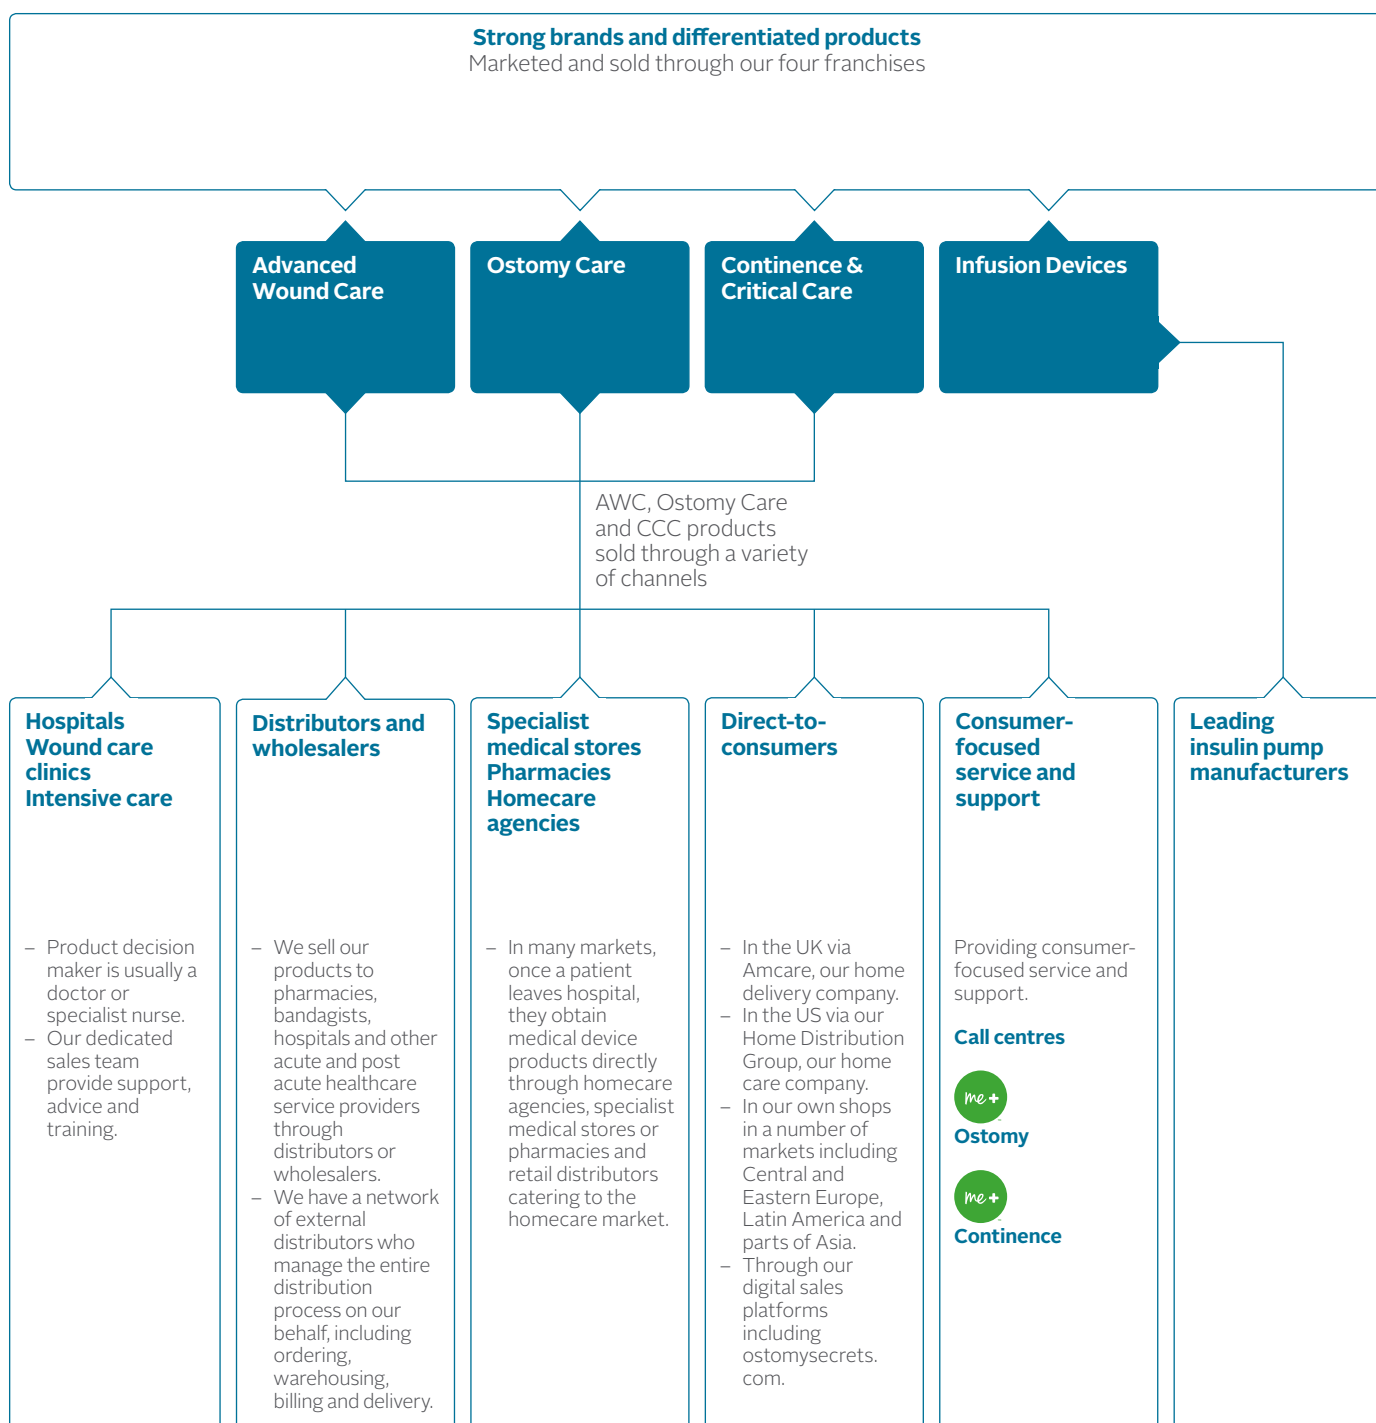 Strong brands and differentiated products
Marketed and sold through our four franchises
Advanced
Wound Care
Ostomy Care
Continence &
Critical Care
Infusion Devices
AWC, Ostomy Care
and CCC products
sold through a variety
of channels
Hospitals
Wound care
clinics
Intensive care
– Product decision
maker is usually a
doctor or
specialist nurse.
– Our dedicated
sales team
provide support,
advice and
training.
Distributors and
wholesalers
– We sell our
products to
pharmacies,
bandagists,
hospitals and other
acute and post
acute healthcare
service providers
through
distributors or
wholesalers.
– We have a network
of external
distributors who
manage the entire
distribution
process on our
behalf, including
ordering,
warehousing,
billing and delivery.
Specialist
medical stores
Pharmacies
Homecare
agencies
– In many markets,
once a patient
leaves hospital,
they obtain
medical device
products directly
through homecare
agencies, specialist
medical stores or
pharmacies and
retail distributors
catering to the
homecare market.
Direct-to-
consumers
– In the UK via
Amcare, our home
delivery company.
– In the US via our
Home Distribution
Group, our home
care company.
– In our own shops
in a number of
markets including
Central and
Eastern Europe,
Latin America and
parts of Asia.
– Through our
digital sales
platforms
including
ostomysecrets.
com.
Consumer-
focused
service and
support
Providing consumer-
focused service and
support.
Call centres
me+
Ostomy
me+
Continence
Leading
insulin pump
manufacturers